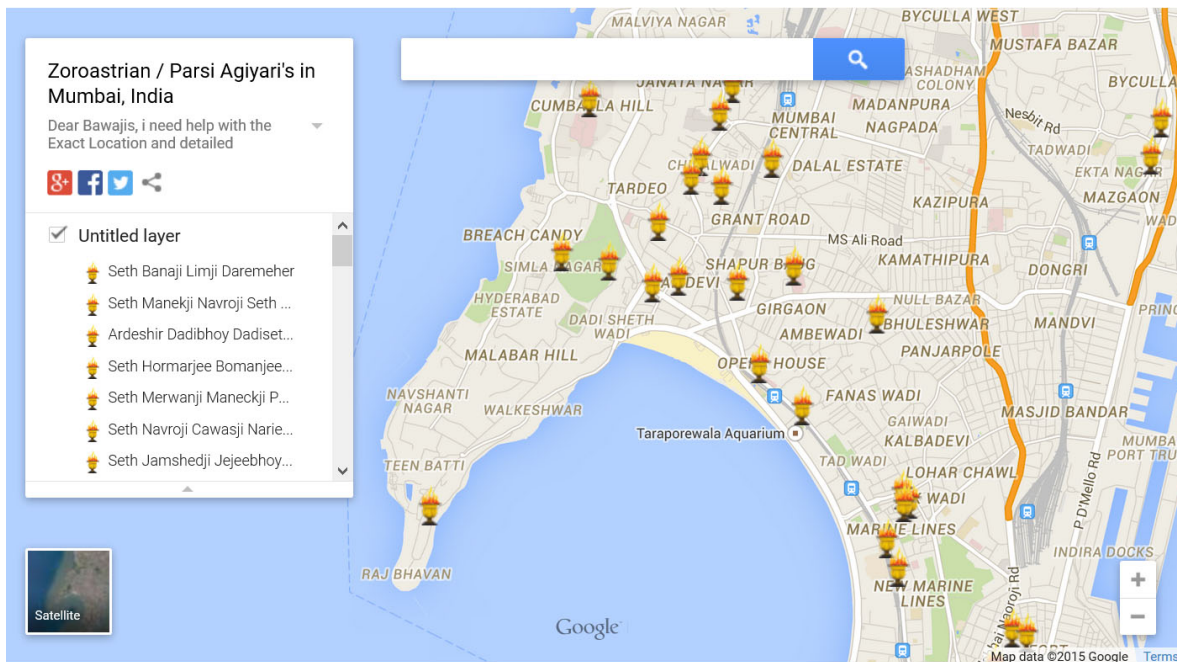 Zoroastrian / Parsi Agiyari's in
Mumbai, India
Dear Bawajis, i need help with the
Exact Location and detailed
8+
Untitled layer
Seth Banaji Limji Daremeher
Seth Manekji Navroji Seth ...
Ardeshir Dadibhoy Dadiset...
Seth Hormarjee Bomanjee...
Seth Merwanji Maneckji P...
Seth Navroji Cawasji Narie...
Seth Jamshedji Jejeebhoy...
Satellite
MALVIYA NAGAR
BYCULLA WEST
MUSTAFA BAZAR
BYCULLA
COLONY
CUMBALLA HILL
MADANPURA
MUMBAI
CENTRAL
NAGPADA
Nesbit Rd
TADWADI
EKTA NAGAR
MAZGAON
DALAL ESTATE
TARDEO
KAZIPURA
GRANT ROAD
BREACH CANDY
MS Ali Road
KAMATHIPURA
SIMLA NAGAR
SHAPUR BAUG
DONGRI
HYDERABAD
ESTATE
DADI SHETH
WADI
GIRGAON
NULL BAZAR
BHULESHWAR
MANDVI
AMBEWADI
PANJARPOLE
MALABAR HILL
OPERA HOUSE
NAVSHANTI
NAGAR
WALKESHWAR
FANAS WADI
GAIWADI
KALBADEVI
MASJID BANDAR
Taraporewala Aquarium
TAD WADI
LOHAR CHAWL
MUMBA
PORT TRU
TEEN BATTI
P D'Mello Rd
MARINE LINES
INDIRA DOCKS
RAJ BHAVAN
NEW MARINE
LINES
Naoroji Rd
Google
Map data ©2015 Google
Terms